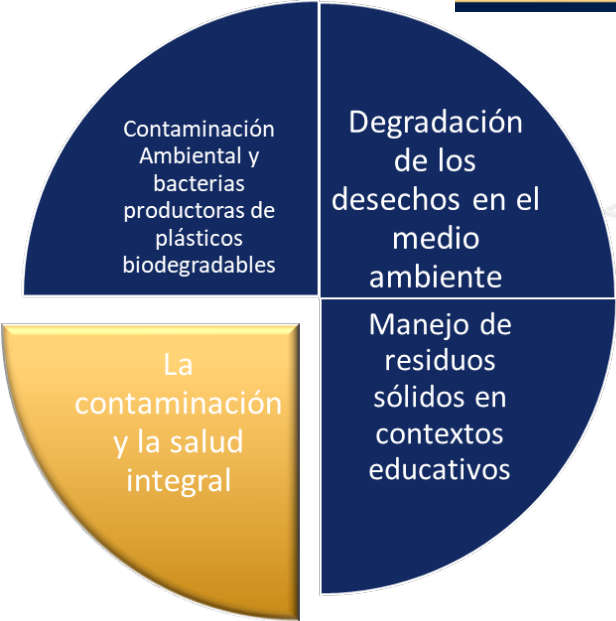 Contaminación
Ambiental y
bacterias
productoras de
plásticos
biodegradables
Degradación
de los
desechos en el
medio
ambiente
La
contaminación
y la salud
integral
Manejo de
residuos
sólidos en
contextos
educativos